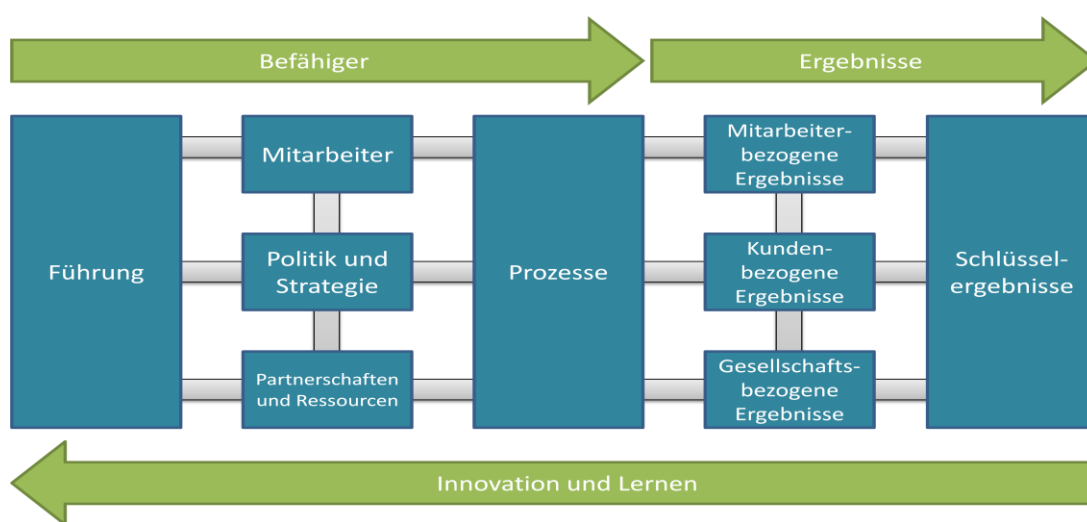 Befähiger
Ergebnisse
Führung
Mitarbeiter
Politik und
Strategie
Partnerschaften
und Ressourcen
Prozesse
Mitarbeiter-
bezogene
Ergebnisse
Kunden-
bezogene
Ergebnisse
Gesellschafts-
bezogene
Ergebnisse
Schlüssel-
ergebnisse
Innovation und Lernen